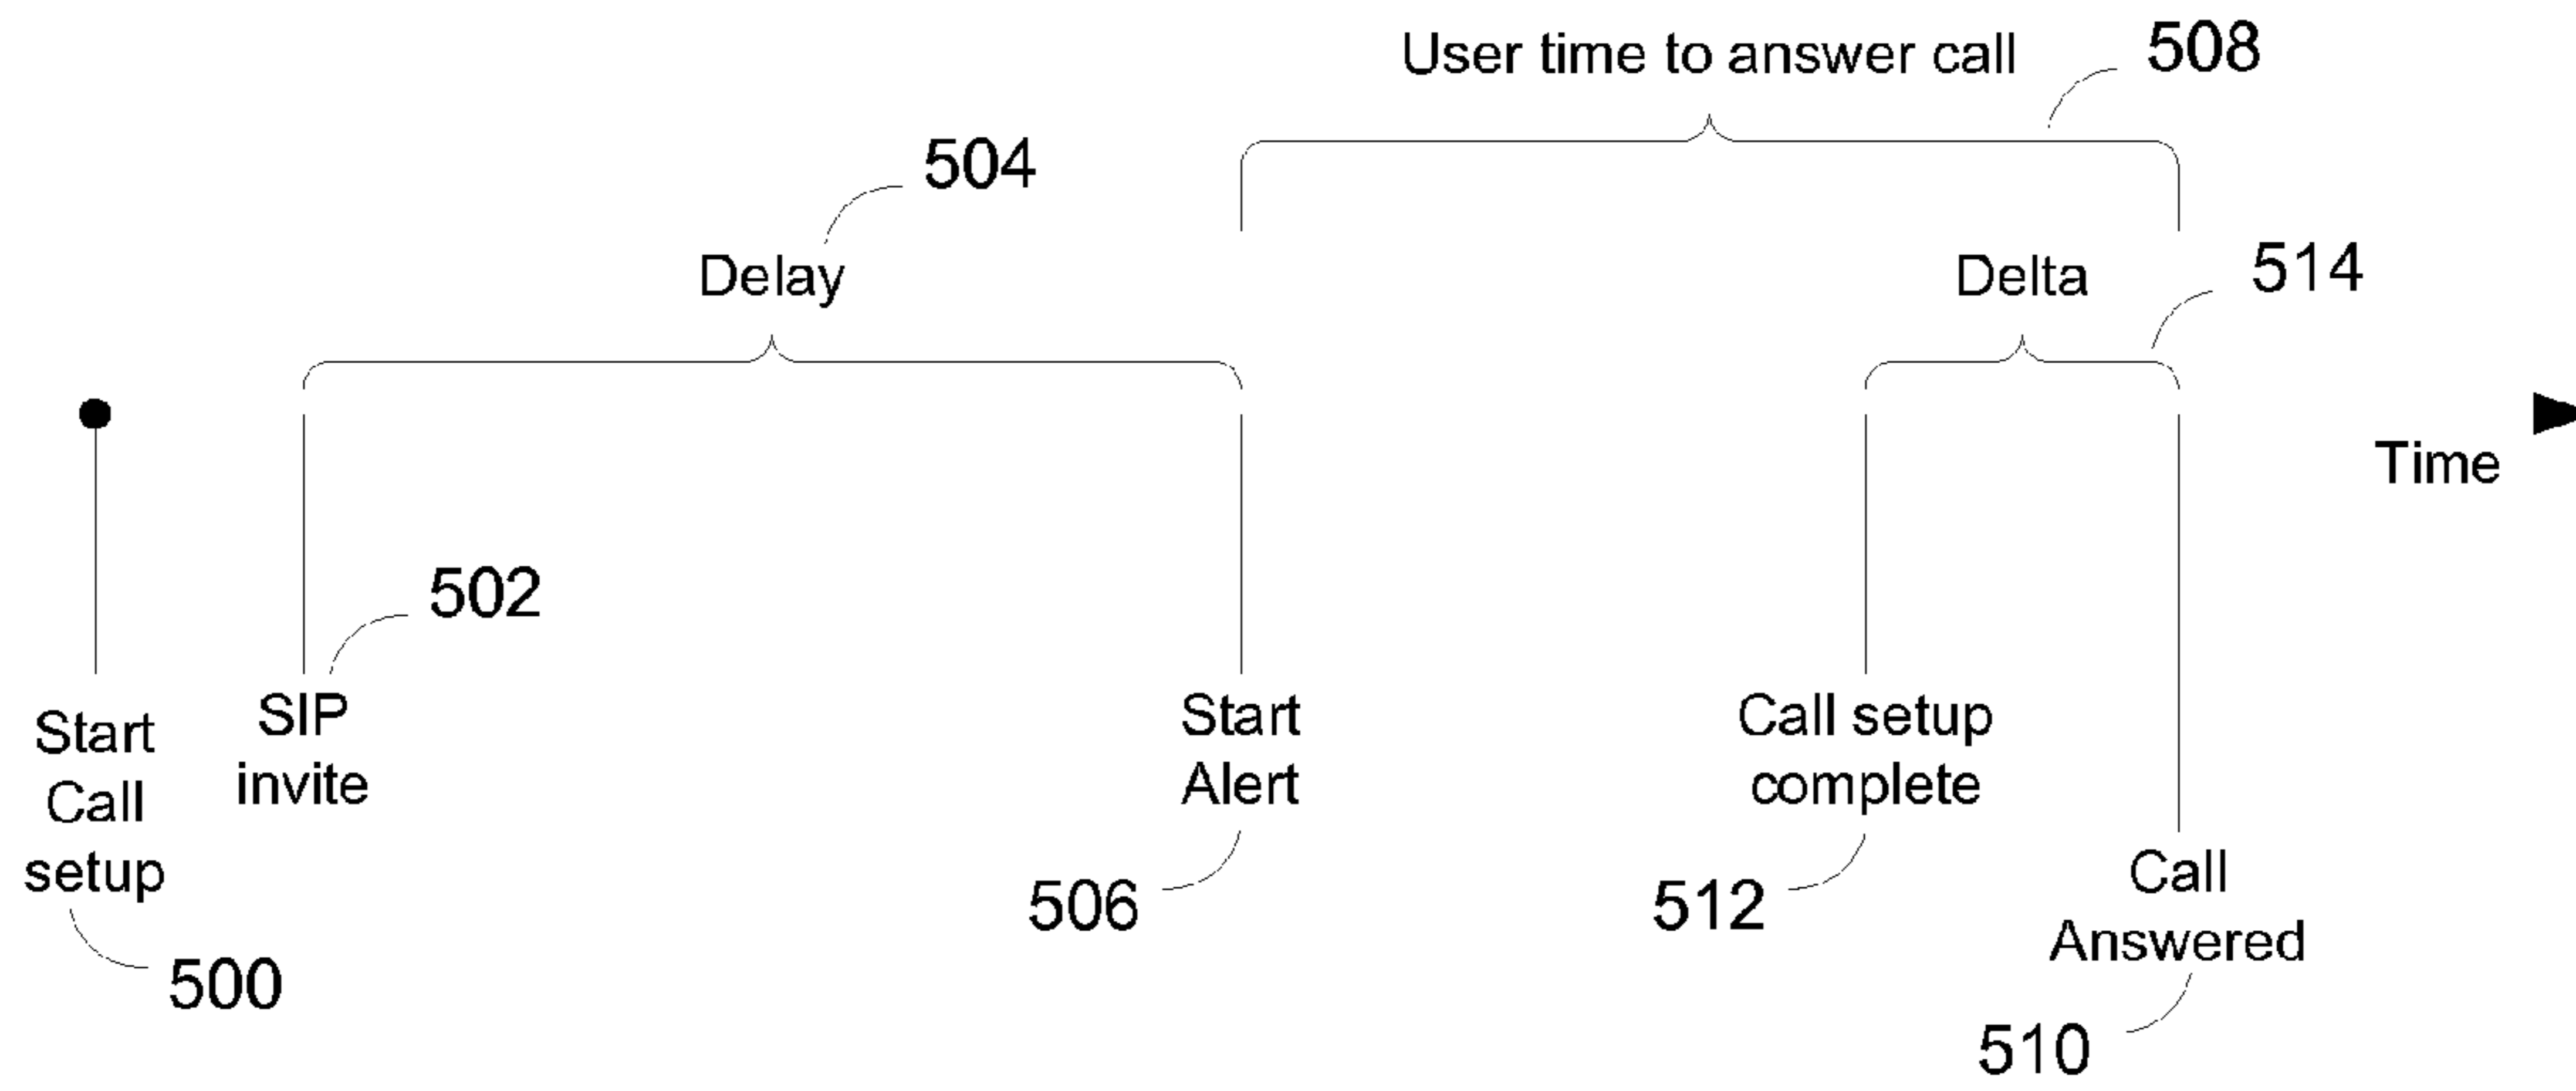 User time to answer call
508
504
Delay
Delta
514
Time
502
SIP
invite
Start
Alert
Call setup
complete
Start
Call
setup
506
512
Call
Answered
500
510